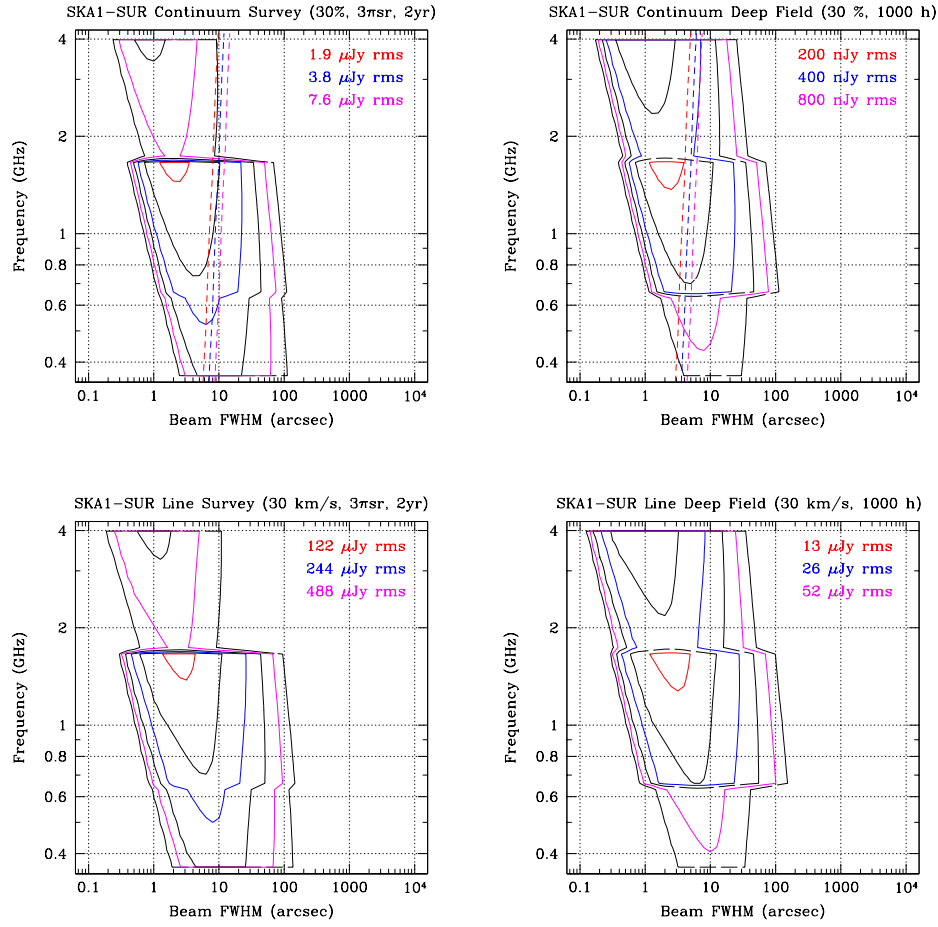 SKA1-SUR Continuum Survey (30%, 3πsr, 2yr)
4
2
1
0.8
0.6
0.4
Frequency (GHz)
1.9 μJy rms
3.8 μJy rms
7.6 μJy rms
0.1 1 10 100 1000 10⁴
Beam FWHM (arcsec)
SKA1-SUR Continuum Deep Field (30 %, 1000 h)
4
2
1
0.8
0.6
0.4
Frequency (GHz)
200 nJy rms
400 nJy rms
800 nJy rms
0.1 1 10 100 1000 10⁴
Beam FWHM (arcsec)
SKA1-SUR Line Survey (30 km/s, 3πsr, 2yr)
4
2
1
0.8
0.6
0.4
Frequency (GHz)
122 μJy rms
244 μJy rms
488 μJy rms
0.1 1 10 100 1000 10⁴
Beam FWHM (arcsec)
SKA1-SUR Line Deep Field (30 km/s, 1000 h)
4
2
1
0.8
0.6
0.4
Frequency (GHz)
13 μJy rms
26 μJy rms
52 μJy rms
0.1 1 10 100 1000 10⁴
Beam FWHM (arcsec)